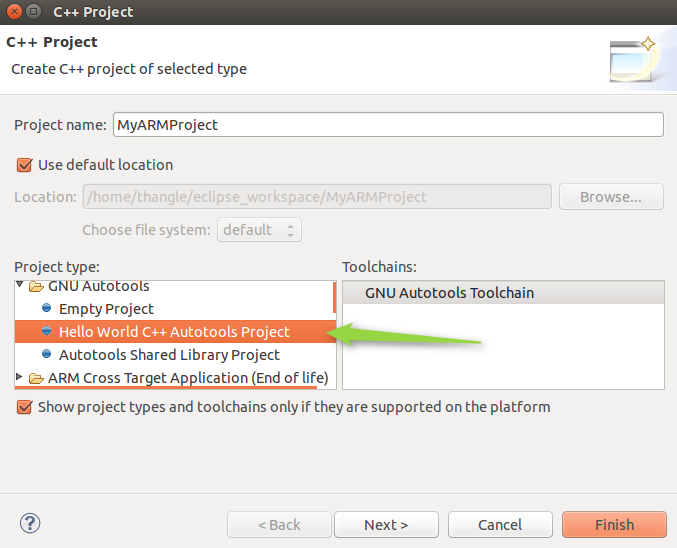 C++ Project
C++ Project
Create C++ project of selected type
Project name: MyARMProject
Use default location
Location: /home/thangle/eclipse_workspace/MyARMProject Browse...
Choose file system: default
Project type: Toolchains:
GNU Autotools GNU Autotools Toolchain
Empty Project
Hello World C++ Autotools Project
Autotools Shared Library Project
ARM Cross Target Application (End of life)
Show project types and toolchains only if they are supported on the platform
? < Back Next > Cancel Finish